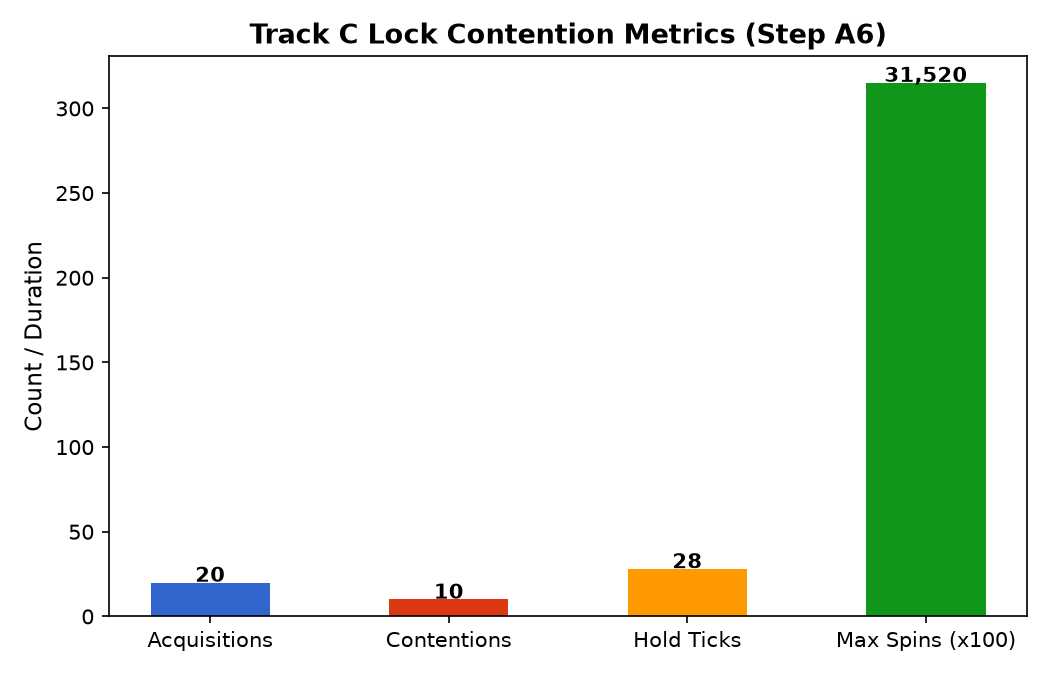 Track C Lock Contention Metrics (Step A6)
Count / Duration
300
250
200
150
100
50
0
20
10
28
31,520
Acquisitions
Contentions
Hold Ticks
Max Spins (x100)